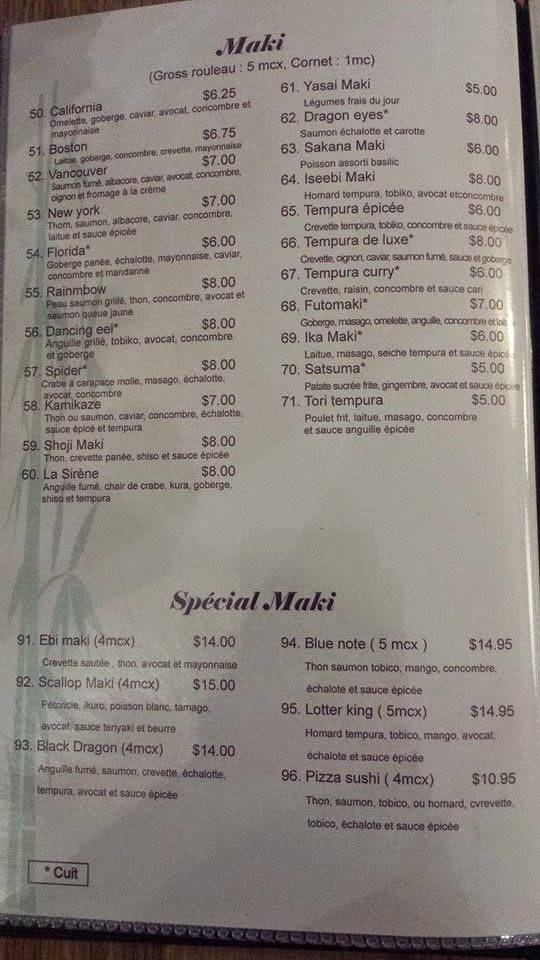 Maki
(Gross rouleau : 5 mcx, Cornet : 1mc)
50. California $6.25
Omelette, goberge, caviar, avocat, concombre et
mayonnaise
51. Boston $6.75
Laitue, goberge, concombre, crevette, mayonnaise
52. Vancouver $7.00
Saumon fumé, albacore, caviar, avocat, concombre,
oignon et fromage à la crème
53. New york $7.00
Thom, saumon, albacore, caviar, concombre,
laitue et sauce épicée
54. Florida* $6.00
Goberge panée, échalotte, mayonnaise, caviar,
concombre et mandarine
55. Rainmbow $8.00
Peau saumon grillé, thon, concombre, avocat et
saumon queue jaune
56. Dancing eel* $8.00
Anguille grillé, tobiko, avocat, concombre
et goberge
57. Spider* $8.00
Crabe à carapace molle, masago, échalotte,
avocat, concombre
58. Kamikaze $7.00
Thon ou saumon, caviar, concombre, échalotte,
sauce épicé et tempura
59. Shoji Maki $8.00
Thon, crevette panée, shiso et sauce épicée
60. La Sirène $8.00
Anguille fumé, chair de crabe, kura, goberge,
shiso et tempura
61. Yasai Maki $5.00
Légumes frais du jour
62. Dragon eyes* $8.00
Saumon échalotte et carotte
63. Sakana Maki $6.00
Poisson assorti basilic
64. Iseebi Maki $8.00
Homard tempura, tobiko, avocat etconcombre
65. Tempura épicée $6.00
Crevette tempura, tobiko, concombre et sauce épicée
66. Tempura de luxe* $8.00
Crevette, oignon, caviar, saumon fumé, sauce et goberge
67. Tempura curry* $6.00
Crevette, raisin, concombre et sauce cari
68. Futomaki* $7.00
Goberge, masago, omelette, anguille, concombre et
69. Ika Maki* $6.00
Laitue, masago, seiche tempura et sauce épicée
70. Satsuma* $5.00
Patate sucrée frite, gingembre, avocat et sauce épicée
71. Tori tempura $5.00
Poulet frit, laitue, masago, concombre
et sauce anguille épicée
Spécial Maki
91. Ebi maki (4mcx) $14.00
Crevette sautée , thon, avocat et mayonnaise
92. Scallop Maki (4mcx) $15.00
Pétoncle, ikuro, poisson blanc, tamago,
avocat, sauce teriyaki et beurre
93. Black Dragon (4mcx) $14.00
Anguille fumé, saumon, crevette, échallotte,
tempura, avocat et sauce épicée
94. Blue note ( 5 mcx ) $14.95
Thon saumon tobico, mango, concombre,
échalote et sauce épicée
95. Lotter king ( 5mcx) $14.95
Homard tempura, tobico, mango, avocat,
échalote et sauce épicée
96. Pizza sushi ( 4mcx) $10.95
Thon, saumon, tobico, ou homard, cvrevette,
tobico, échalote et sauce épicée
* Cuit